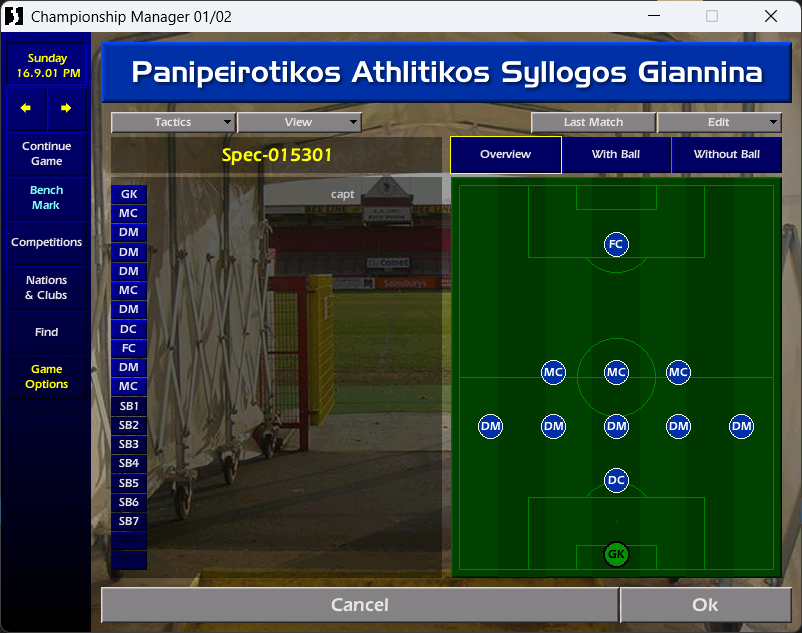 Championship Manager 01/02
Sunday
16.9.01 PM
Continue
Game
Bench
Mark
Competitions
Nations
& Clubs
Find
Game
Options
Panipeirotikos Athlitikos Syllogos Giannina
Tactics
View
Last Match
Edit
Spec-015301
Overview
With Ball
Without Ball
GK
capt
MC
DM
DM
DM
MC
DM
DC
FC
DM
MC
SB1
SB2
SB3
SB4
SB5
SB6
SB7
Comet
Sainsbury's
FC
MC
MC
MC
DM
DM
DM
DM
DM
DC
GK
Cancel
Ok